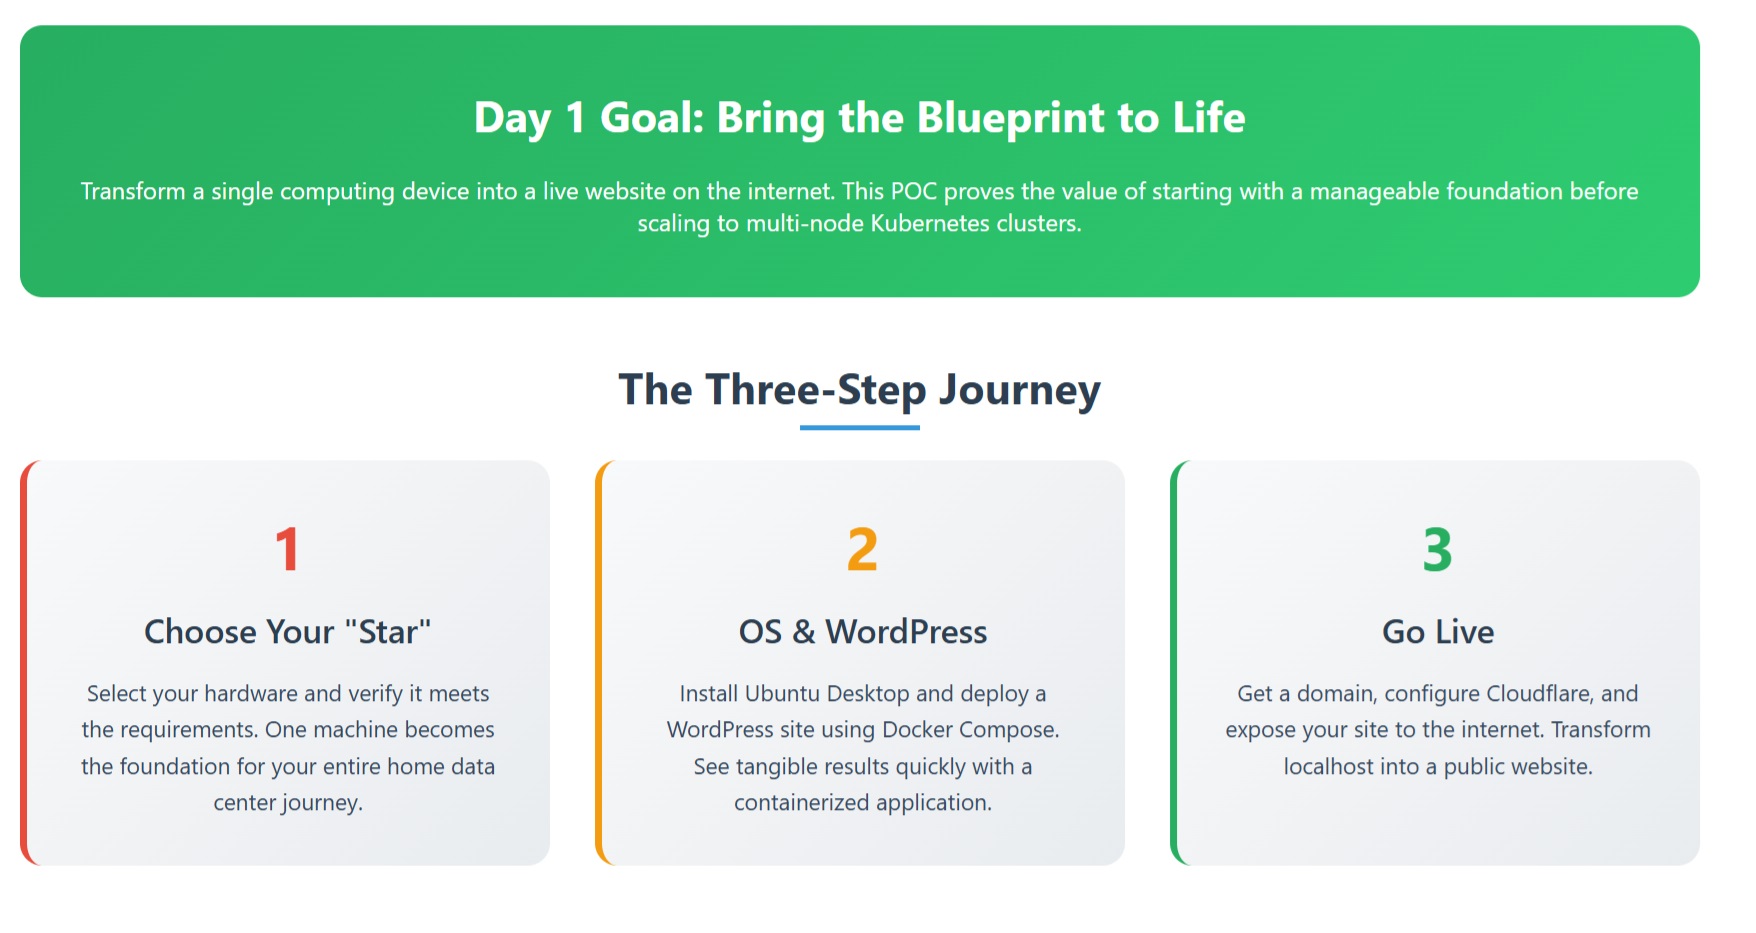 Day 1 Goal: Bring the Blueprint to Life
Transform a single computing device into a live website on the internet. This POC proves the value of starting with a manageable foundation before
scaling to multi-node Kubernetes clusters.
The Three-Step Journey
1
Choose Your "Star"
Select your hardware and verify it meets
the requirements. One machine becomes
the foundation for your entire home data
center journey.
2
OS & WordPress
Install Ubuntu Desktop and deploy a
WordPress site using Docker Compose.
See tangible results quickly with a
containerized application.
3
Go Live
Get a domain, configure Cloudflare, and
expose your site to the internet. Transform
localhost into a public website.